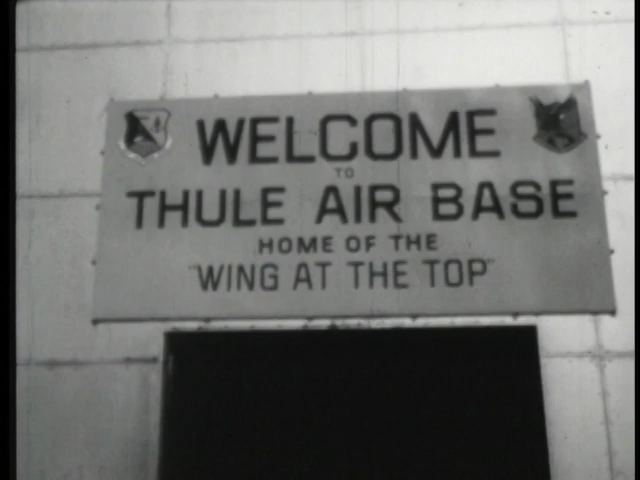 WELCOME
TO
THULE AIR BASE
HOME OF THE
"WING AT THE TOP"